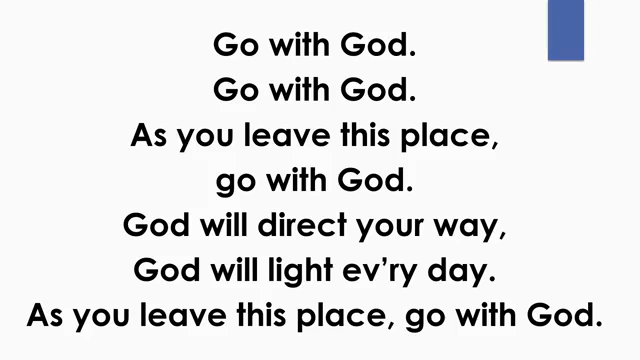 Go with God.
Go with God.
As you leave this place,
go with God.
God will direct your way,
God will light ev’ry day.
As you leave this place, go with God.